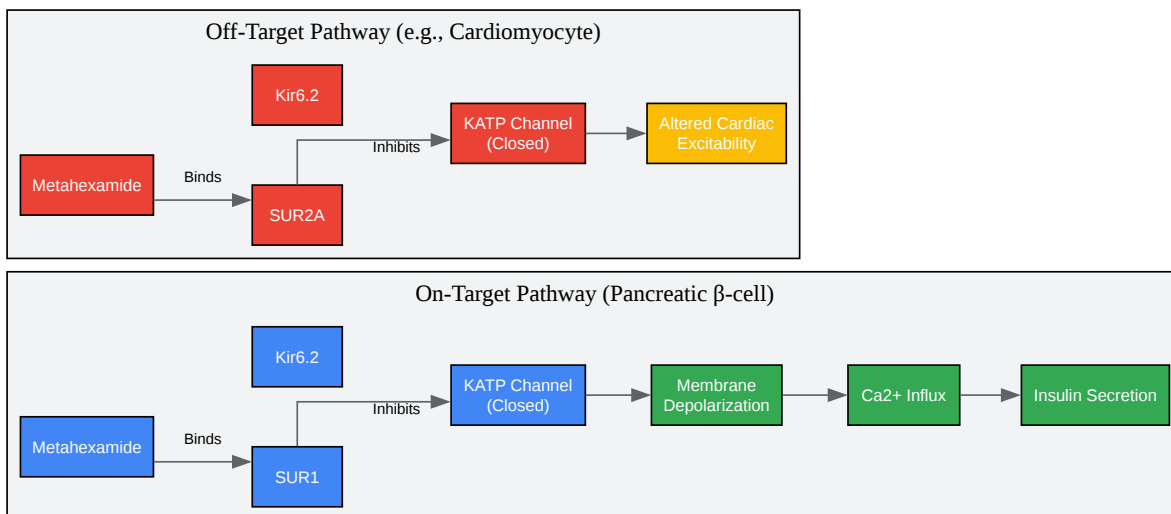 Off-Target Pathway (e.g., Cardiomyocyte)
Kir6.2
KATP Channel
(Closed)
Altered Cardiac
Excitability
Inhibits
Metahexamide
Binds
SUR2A
On-Target Pathway (Pancreatic β-cell)
Kir6.2
KATP Channel
(Closed)
Membrane
Depolarization
Ca2+ Influx
Insulin Secretion
Inhibits
Metahexamide
Binds
SUR1